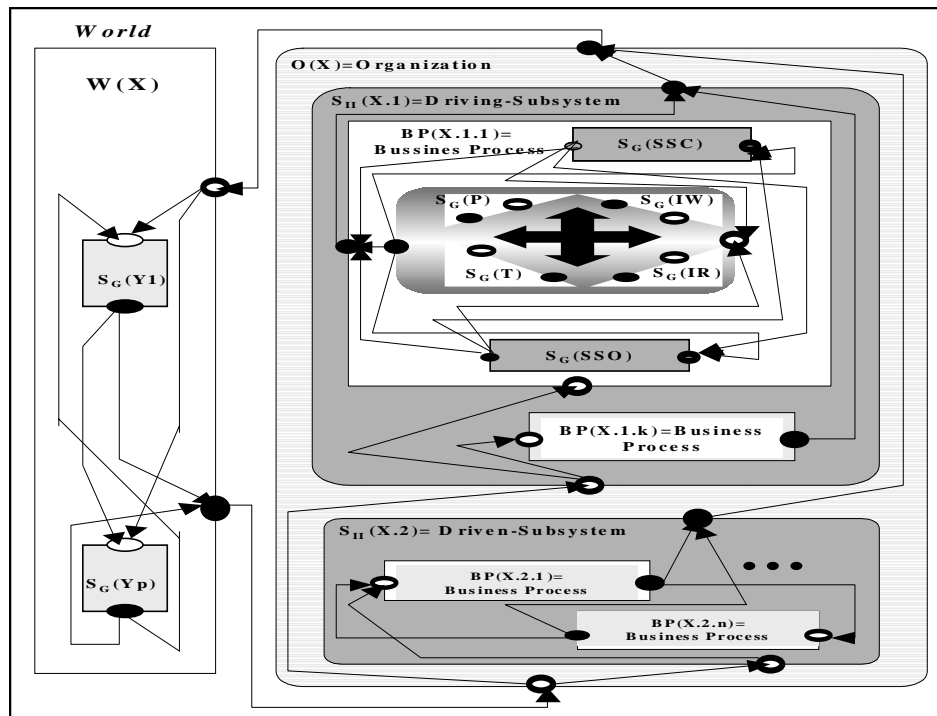 World
W(X)
S_G(Y1)
S_G(Yp)
O(X)=Organization
S_II(X.1)=Driving-Subsystem
BP(X.1.1)=
Bussines Process
S_G(SSC)
S_G(P)
S_G(IW)
S_G(T)
S_G(IR)
S_G(SSO)
BP(X.1.k)=Business
Process
S_II(X.2)= Driven-Subsystem
BP(X.2.1)=
Business Process
BP(X.2.n)=
Business Process